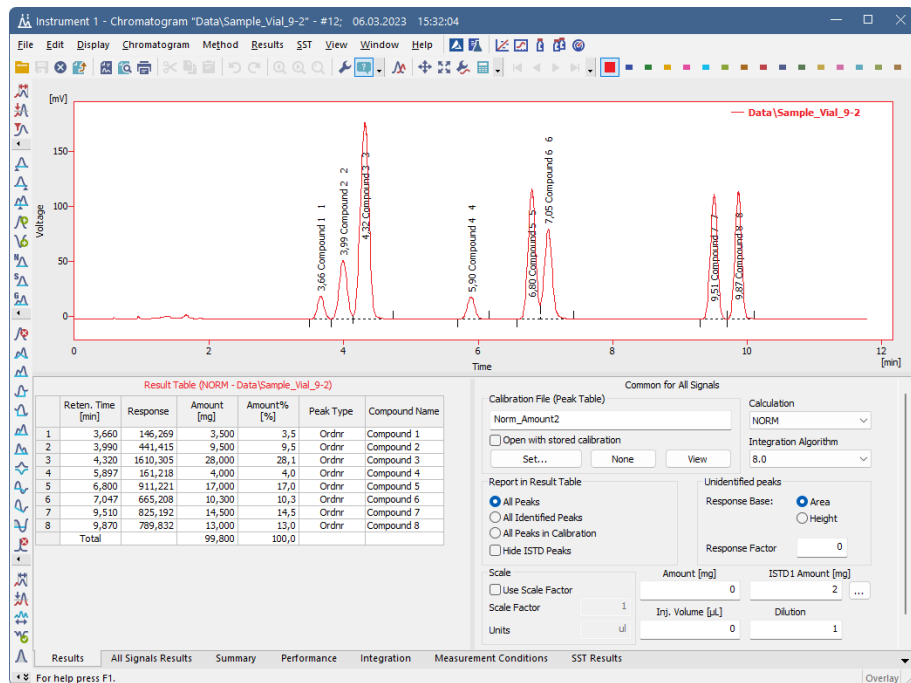 Instrument 1 - Chromatogram "Data\Sample_Vial_9-2" - #12; 06.03.2023 15:32:04
File Edit Display Chromatogram Method Results SST View Window Help
[mV]
Data\Sample_Vial_9-2
150
100
50
0
Voltage
3,66 Compound 1 1
3,99 Compound 2 2
4,32 Compound 3 3
5,90 Compound 4 4
6,80 Compound 5 5
7,05 Compound 6 6
9,51 Compound 7 7
9,87 Compound 8 8
0 2 4 6 8 10 12
Time
[min]
Result Table (NORM - Data\Sample_Vial_9-2)
Reten. Time [min] Response Amount [mg] Amount% [%] Peak Type Compound Name
1 3,660 146,269 3,500 3,5 Ordnr Compound 1
2 3,990 441,415 9,500 9,5 Ordnr Compound 2
3 4,320 1610,305 28,000 28,1 Ordnr Compound 3
4 5,897 161,218 4,000 4,0 Ordnr Compound 4
5 6,800 911,221 17,000 17,0 Ordnr Compound 5
6 7,047 665,208 10,300 10,3 Ordnr Compound 6
7 9,510 825,192 14,500 14,5 Ordnr Compound 7
8 9,870 789,832 13,000 13,0 Ordnr Compound 8
Total 99,800 100,0
Common for All Signals
Calibration File (Peak Table)
Norm_Amount2
Open with stored calibration
Set... None View
Calculation
NORM
Integration Algorithm
8.0
Report in Result Table
All Peaks
All Identified Peaks
All Peaks in Calibration
Hide ISTD Peaks
Unidentified peaks
Response Base: Area
Height
Response Factor 0
Scale
Use Scale Factor
Scale Factor 1
Units ul
Amount [mg] ISTD1 Amount [mg]
0 2 ...
Inj. Volume [µL] Dilution
0 1
Results All Signals Results Summary Performance Integration Measurement Conditions SST Results
For help press F1.
Overlay